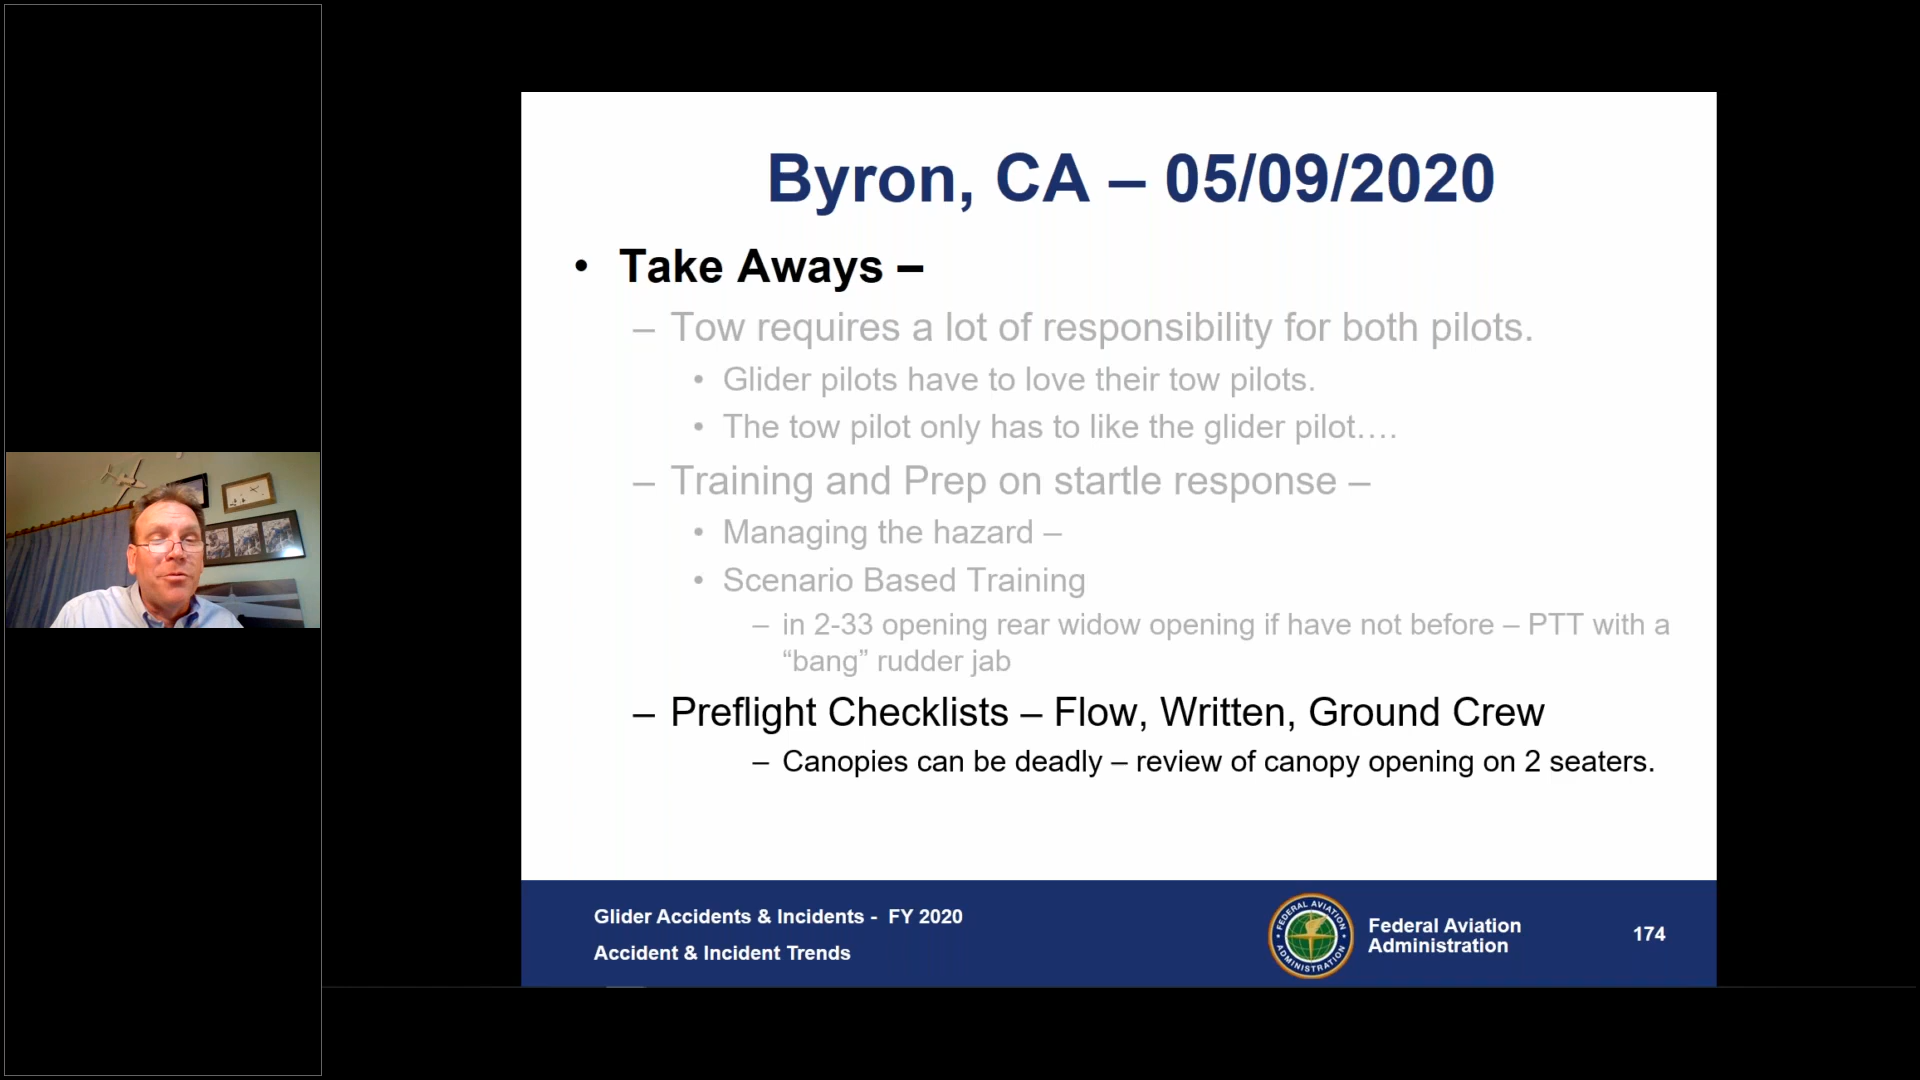 Byron, CA – 05/09/2020
• Take Aways –
– Tow requires a lot of responsibility for both pilots.
• Glider pilots have to love their tow pilots.
• The tow pilot only has to like the glider pilot….
– Training and Prep on startle response –
• Managing the hazard –
• Scenario Based Training
– in 2-33 opening rear widow opening if have not before – PTT with a
“bang” rudder jab
– Preflight Checklists – Flow, Written, Ground Crew
– Canopies can be deadly – review of canopy opening on 2 seaters.
Glider Accidents & Incidents - FY 2020
Accident & Incident Trends
FEDERAL AVIATION
ADMINISTRATION
Federal Aviation
Administration
174